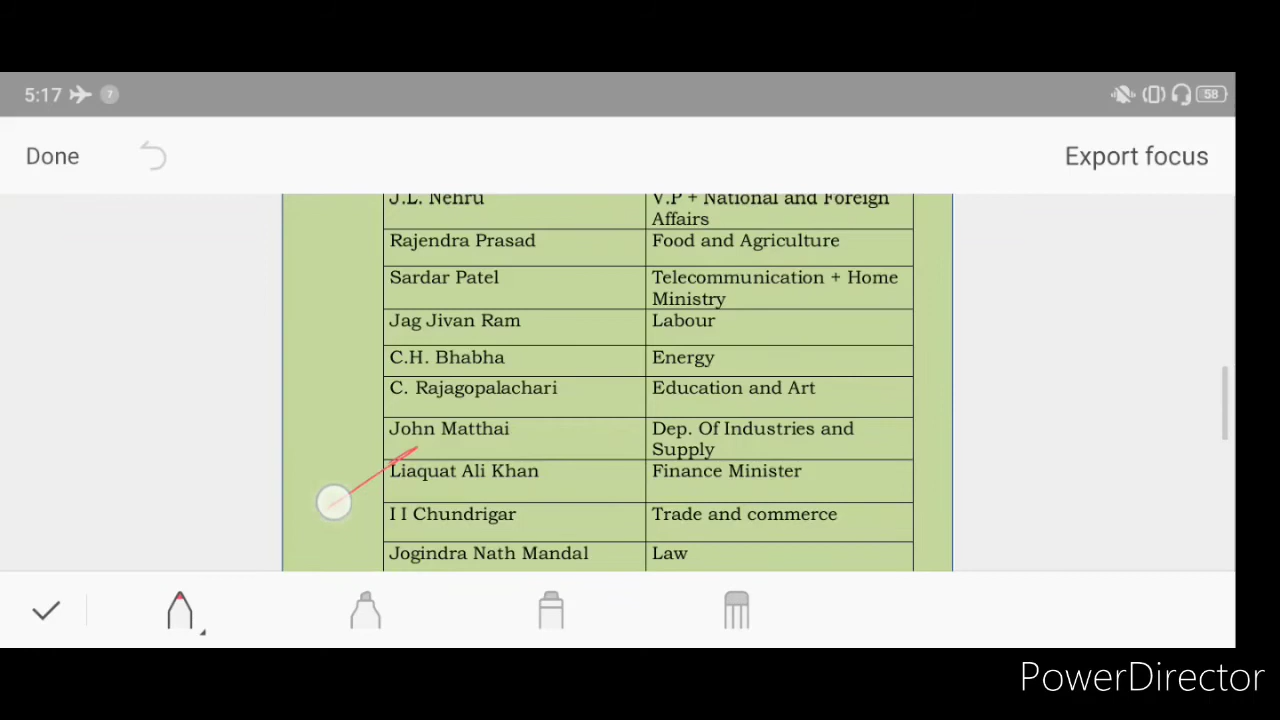 5:17 7 58
Done Export focus
J.L. Nehru V.P + National and Foreign
Affairs
Rajendra Prasad Food and Agriculture
Sardar Patel Telecommunication + Home
Ministry
Jag Jivan Ram Labour
C.H. Bhabha Energy
C. Rajagopalachari Education and Art
John Matthai Dep. Of Industries and
Supply
Liaquat Ali Khan Finance Minister
I I Chundrigar Trade and commerce
Jogindra Nath Mandal Law
PowerDirector